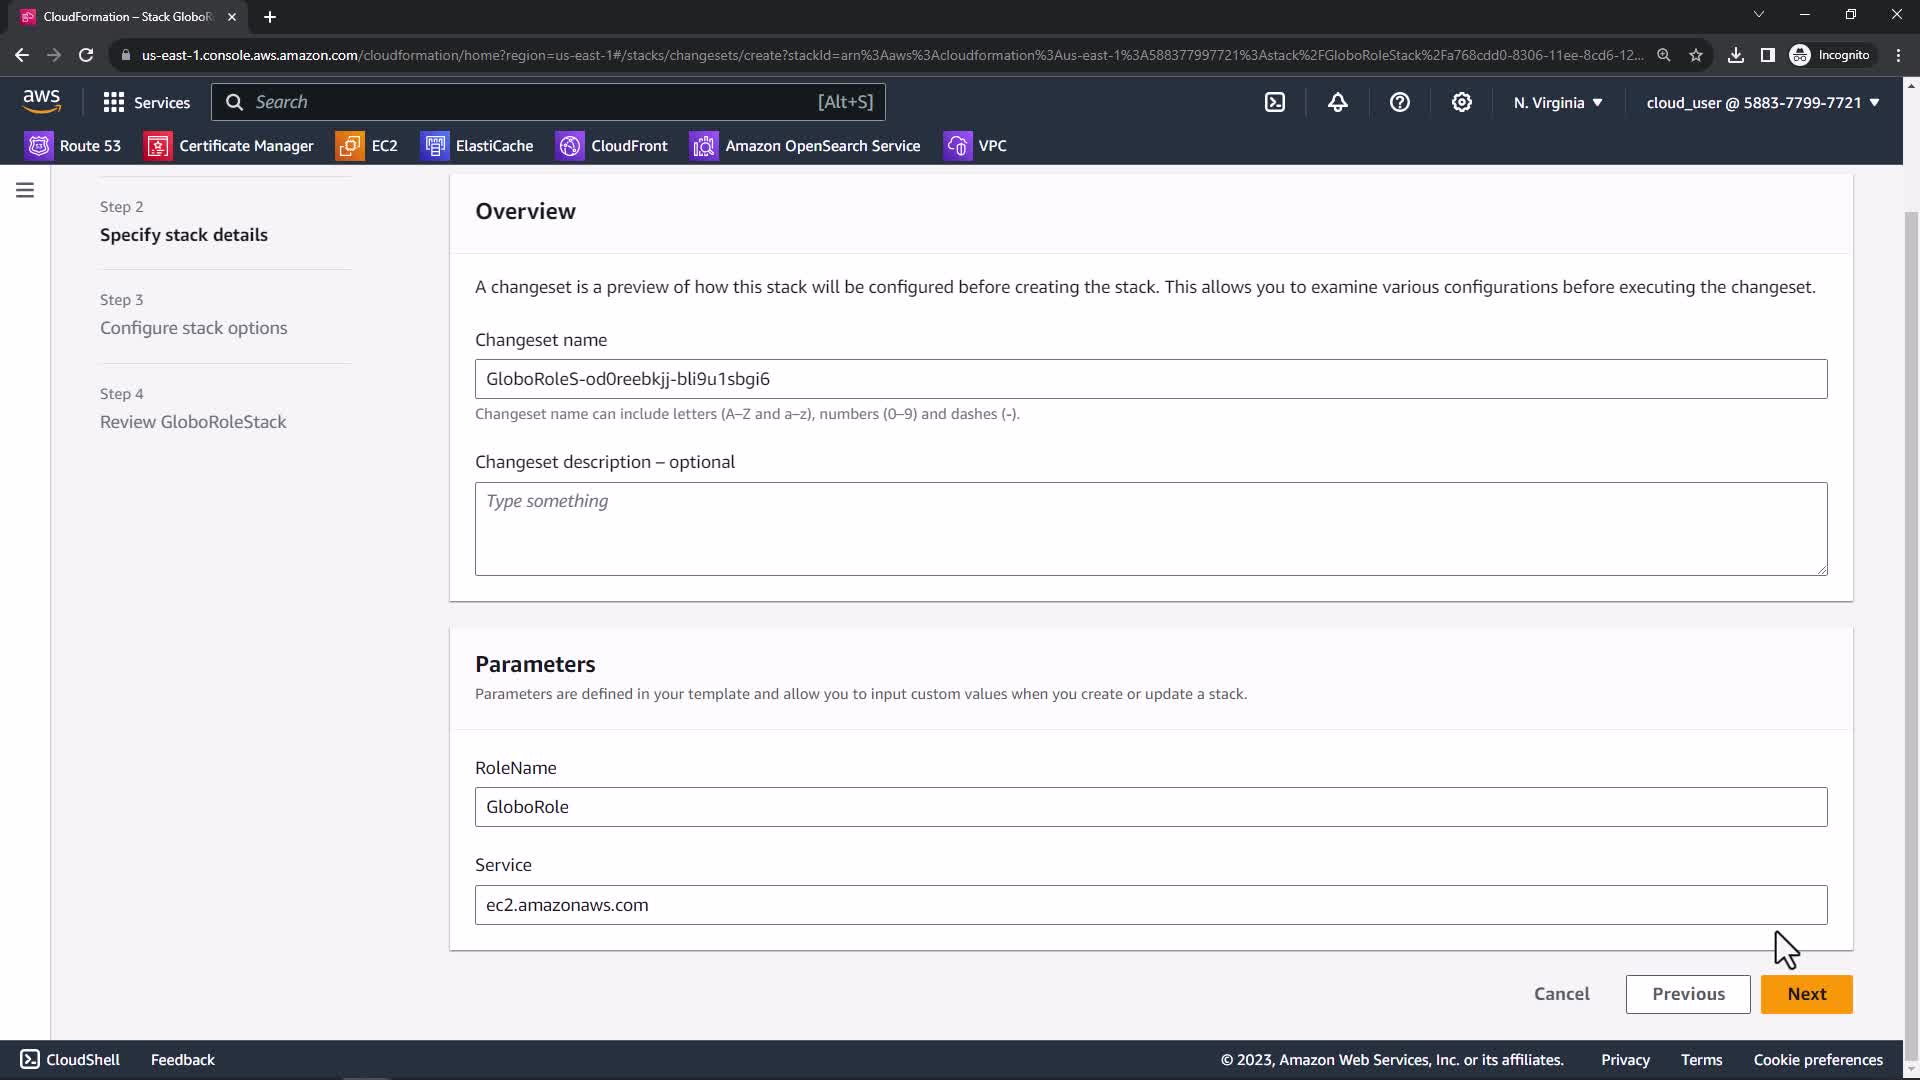 CloudFormation – Stack GloboR
us-east-1.console.aws.amazon.com/cloudformation/home?region=us-east-1#/stacks/changesets/create?stackId=arn%3Aaws%3Acloudformation%3Aus-east-1%3A588377997721%3Astack%2FGloboRoleStack%2Fa768cdd0-8306-11ee-8cd6-12...
Incognito
aws
Services
Search
[Alt+S]
N. Virginia
cloud_user @ 5883-7799-7721
Route 53
Certificate Manager
EC2
ElastiCache
CloudFront
Amazon OpenSearch Service
VPC
Step 2
Specify stack details
Step 3
Configure stack options
Step 4
Review GloboRoleStack
Overview
A changeset is a preview of how this stack will be configured before creating the stack. This allows you to examine various configurations before executing the changeset.
Changeset name
GloboRoleS-od0reebkjj-bli9u1sbgi6
Changeset name can include letters (A–Z and a–z), numbers (0–9) and dashes (-).
Changeset description – optional
Type something
Parameters
Parameters are defined in your template and allow you to input custom values when you create or update a stack.
RoleName
GloboRole
Service
ec2.amazonaws.com
Cancel
Previous
Next
CloudShell
Feedback
© 2023, Amazon Web Services, Inc. or its affiliates.
Privacy
Terms
Cookie preferences